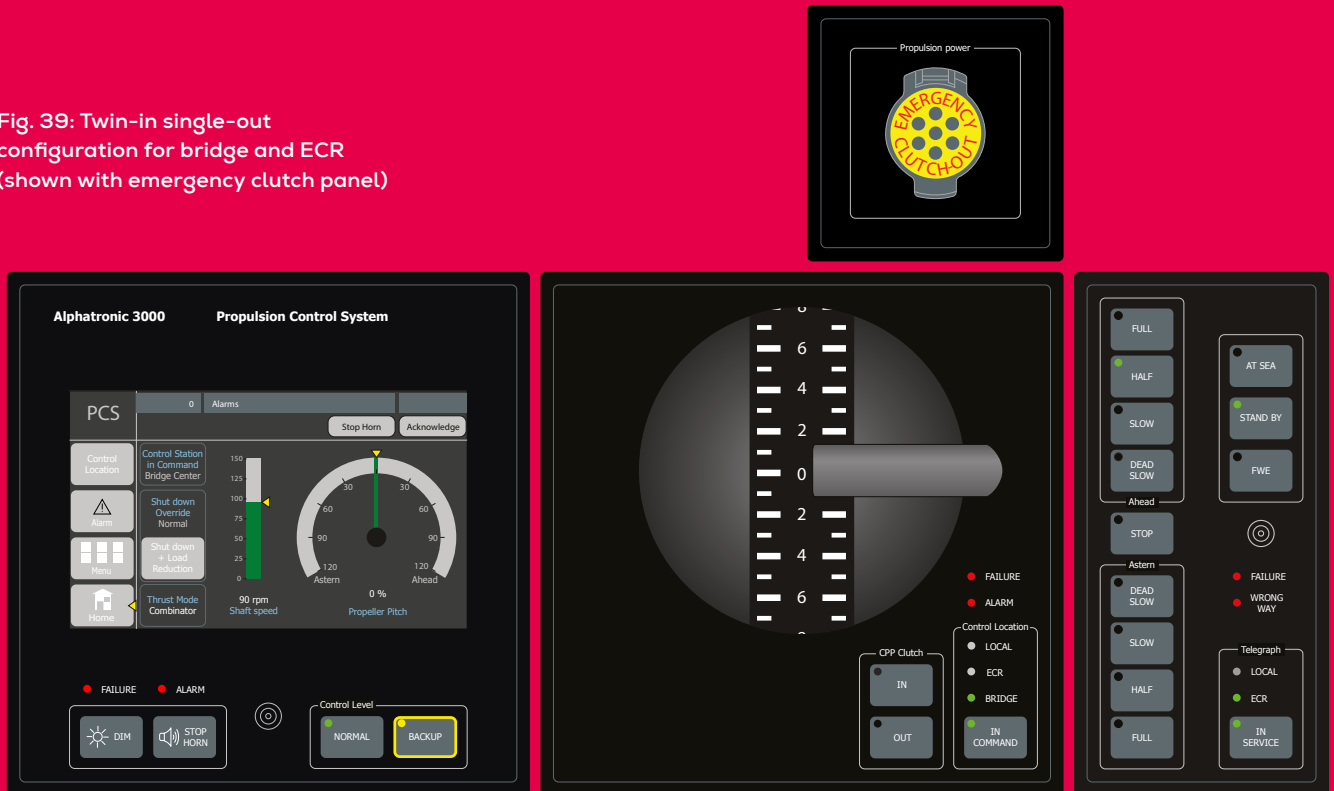 Fig. 39: Twin-in single-out
configuration for bridge and ECR
(shown with emergency clutch panel)
Propulsion power
EMERGENCY
CLUTCH-OUT
Alphatronic 3000
Propulsion Control System
PCS
0
Alarms
Stop Horn
Acknowledge
Control
Location
Alarm
Menu
Home
Control Station
in Command
Bridge Center
Shut down
Override
Normal
Shut down
+ Load
Reduction
Thrust Mode
Combinator
150
125
100
75
50
25
0
90 rpm
Shaft speed
30
30
60
60
90
90
120
120
Astern
Ahead
0 %
Propeller Pitch
FAILURE
ALARM
DIM
STOP
HORN
Control Level
NORMAL
BACKUP
6
4
2
0
2
4
6
FAILURE
ALARM
CPP Clutch
IN
OUT
Control Location
LOCAL
ECR
BRIDGE
IN
COMMAND
FULL
HALF
SLOW
DEAD
SLOW
Ahead
STOP
Astern
DEAD
SLOW
SLOW
HALF
FULL
AT SEA
STAND BY
FWE
FAILURE
WRONG
WAY
Telegraph
LOCAL
ECR
IN
SERVICE